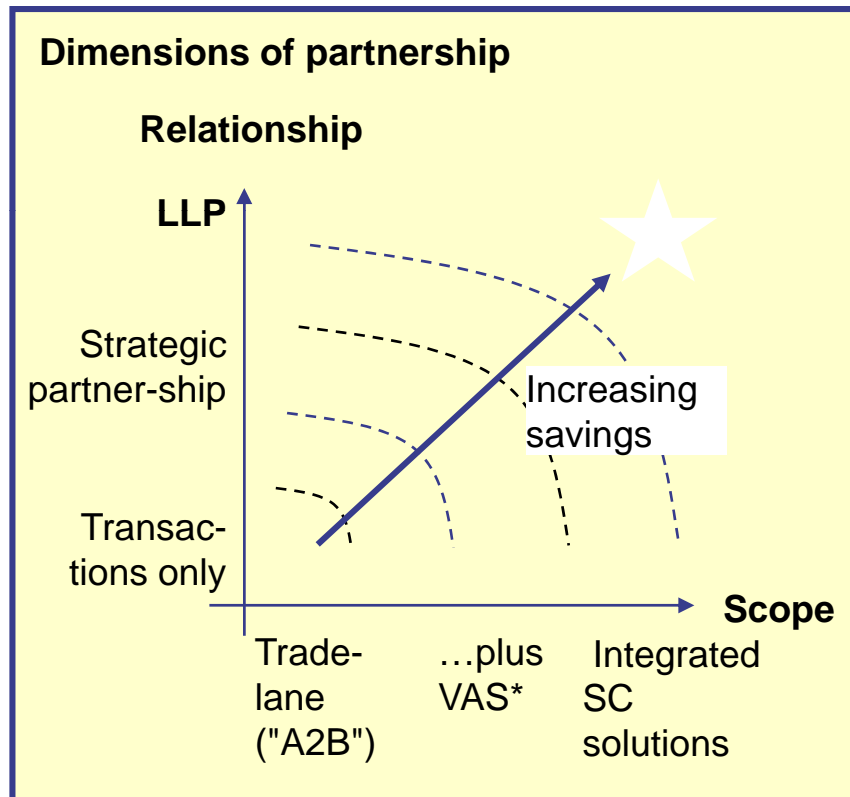 Dimensions of partnership
Relationship
LLP
Strategic
partner-ship
Increasing
savings
Transac-
tions only
Scope
Trade-
lane
("A2B")
…plus
VAS*
Integrated
SC
solutions